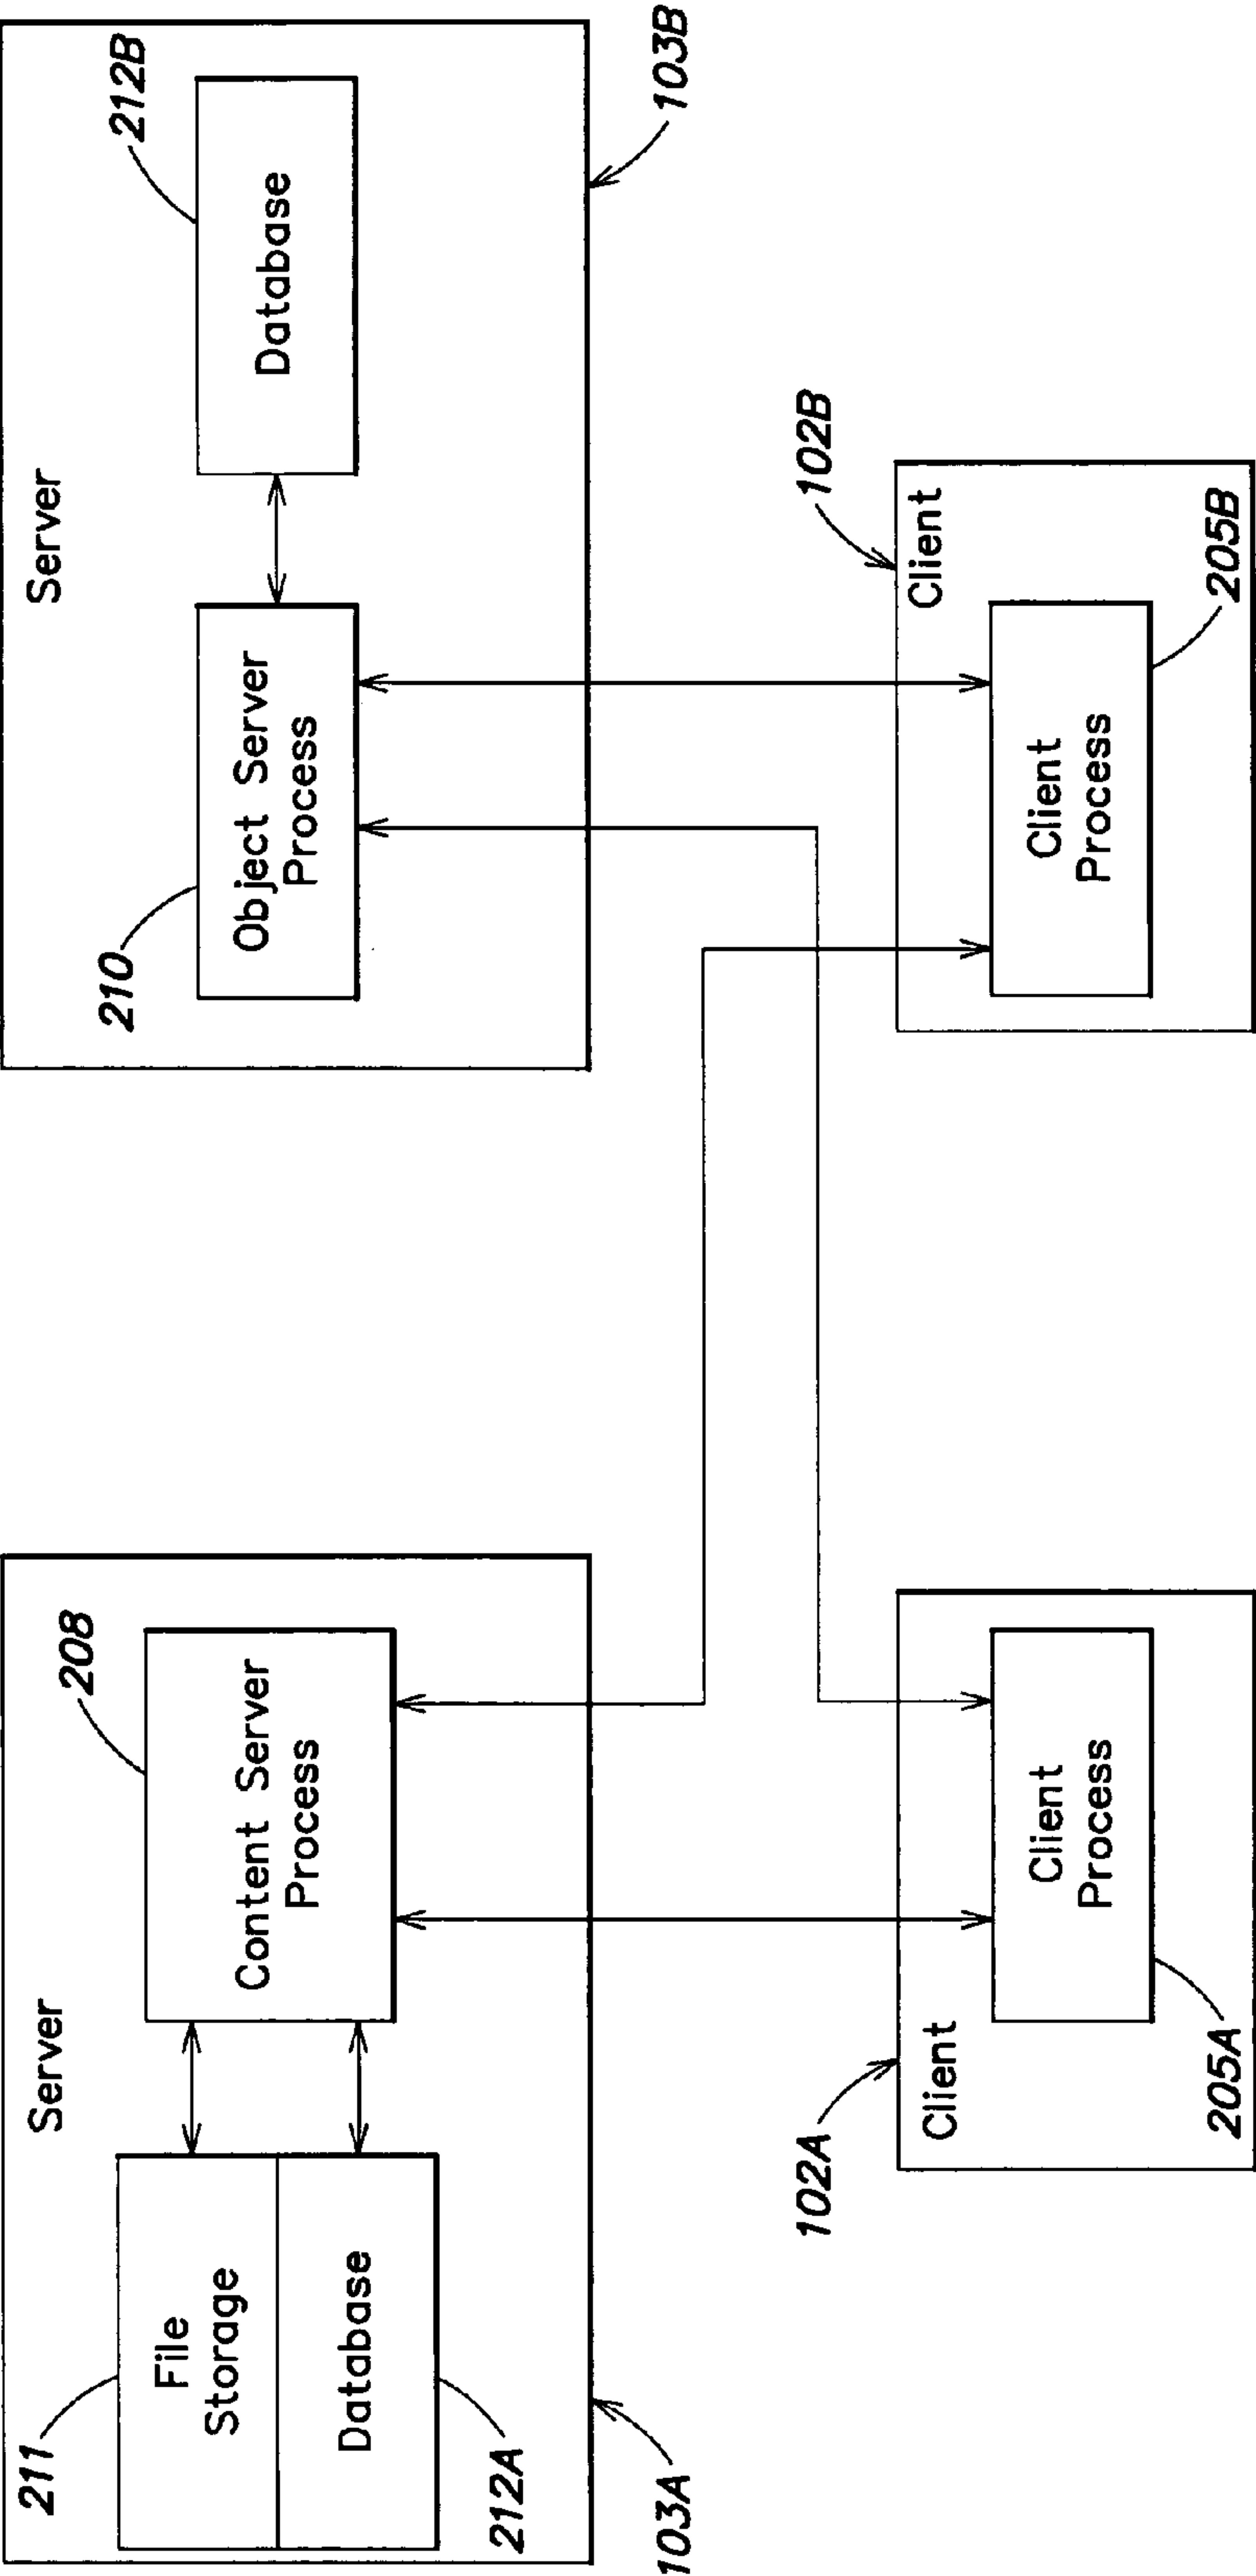 Server
211
File
Storage
Database
212A
208
Content Server
Process
103A
Server
210
Object Server
Process
212B
Database
103B
102A
Client
Client
Process
205A
102B
Client
Client
Process
205B